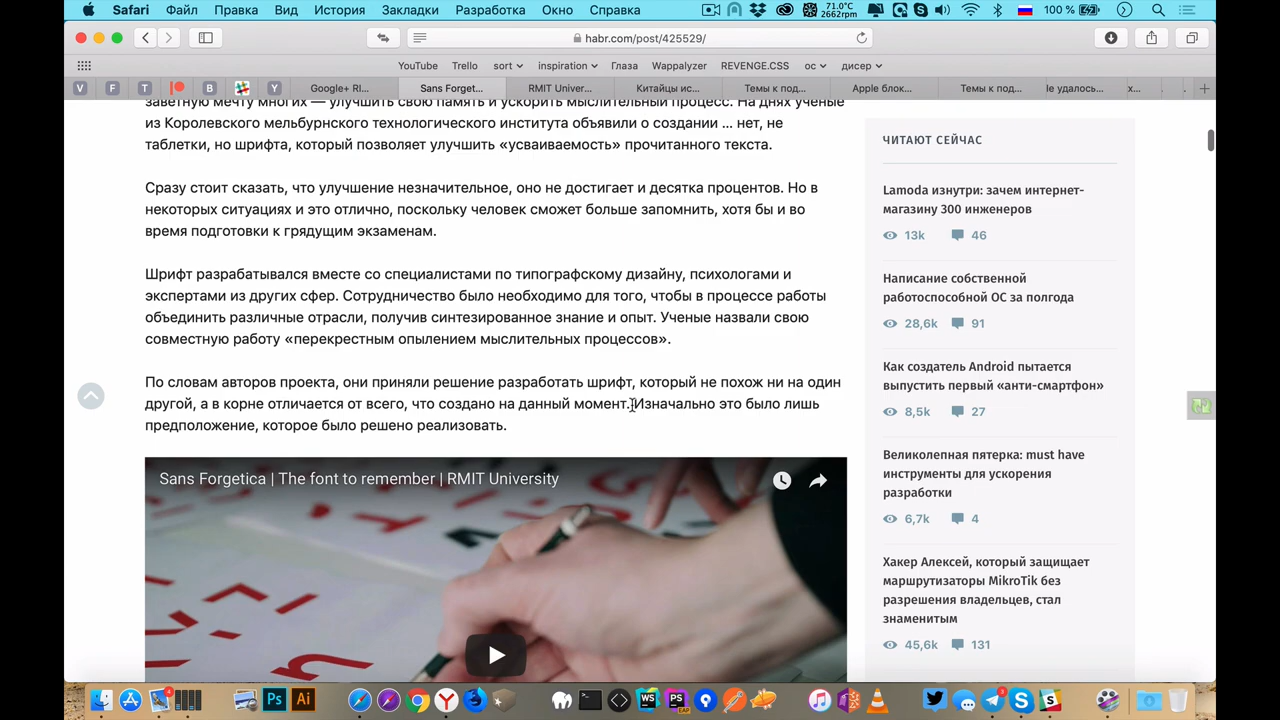 Safari Файл Правка Вид История Закладки Разработка Окно Справка 71.0°C 2662rpm 100 %
habr.com/post/425529/
YouTube Trello sort inspiration Глаза Wappalyzer REVENGE.CSS ос дисер
V F T B Y Google+ RI... Sans Forget... RMIT Univer... Китайцы ис... Темы к под... Apple блок... Темы к под... le удалось... х...
заветную мечту многих — улучшить свою память и ускорить мыслительный процесс. На днях ученые
из Королевского мельбурнского технологического института объявили о создании ... нет, не
таблетки, но шрифта, который позволяет улучшить «усваиваемость» прочитанного текста.
Сразу стоит сказать, что улучшение незначительное, оно не достигает и десятка процентов. Но в
некоторых ситуациях и это отлично, поскольку человек сможет больше запомнить, хотя бы и во
время подготовки к грядущим экзаменам.
Шрифт разрабатывался вместе со специалистами по типографскому дизайну, психологами и
экспертами из других сфер. Сотрудничество было необходимо для того, чтобы в процессе работы
объединить различные отрасли, получив синтезированное знание и опыт. Ученые назвали свою
совместную работу «перекрестным опылением мыслительных процессов».
По словам авторов проекта, они приняли решение разработать шрифт, который не похож ни на один
другой, а в корне отличается от всего, что создано на данный момент. Изначально это было лишь
предположение, которое было решено реализовать.
Sans Forgetica | The font to remember | RMIT University
ЧИТАЮТ СЕЙЧАС
Lamoda изнутри: зачем интернет-
магазину 300 инженеров
13k 46
Написание собственной
работоспособной ОС за полгода
28,6k 91
Как создатель Android пытается
выпустить первый «анти-смартфон»
8,5k 27
Великолепная пятерка: must have
инструменты для ускорения
разработки
6,7k 4
Хакер Алексей, который защищает
маршрутизаторы MikroTik без
разрешения владельцев, стал
знаменитым
45,6k 131
4 Ps Ai WS PS EAP 3